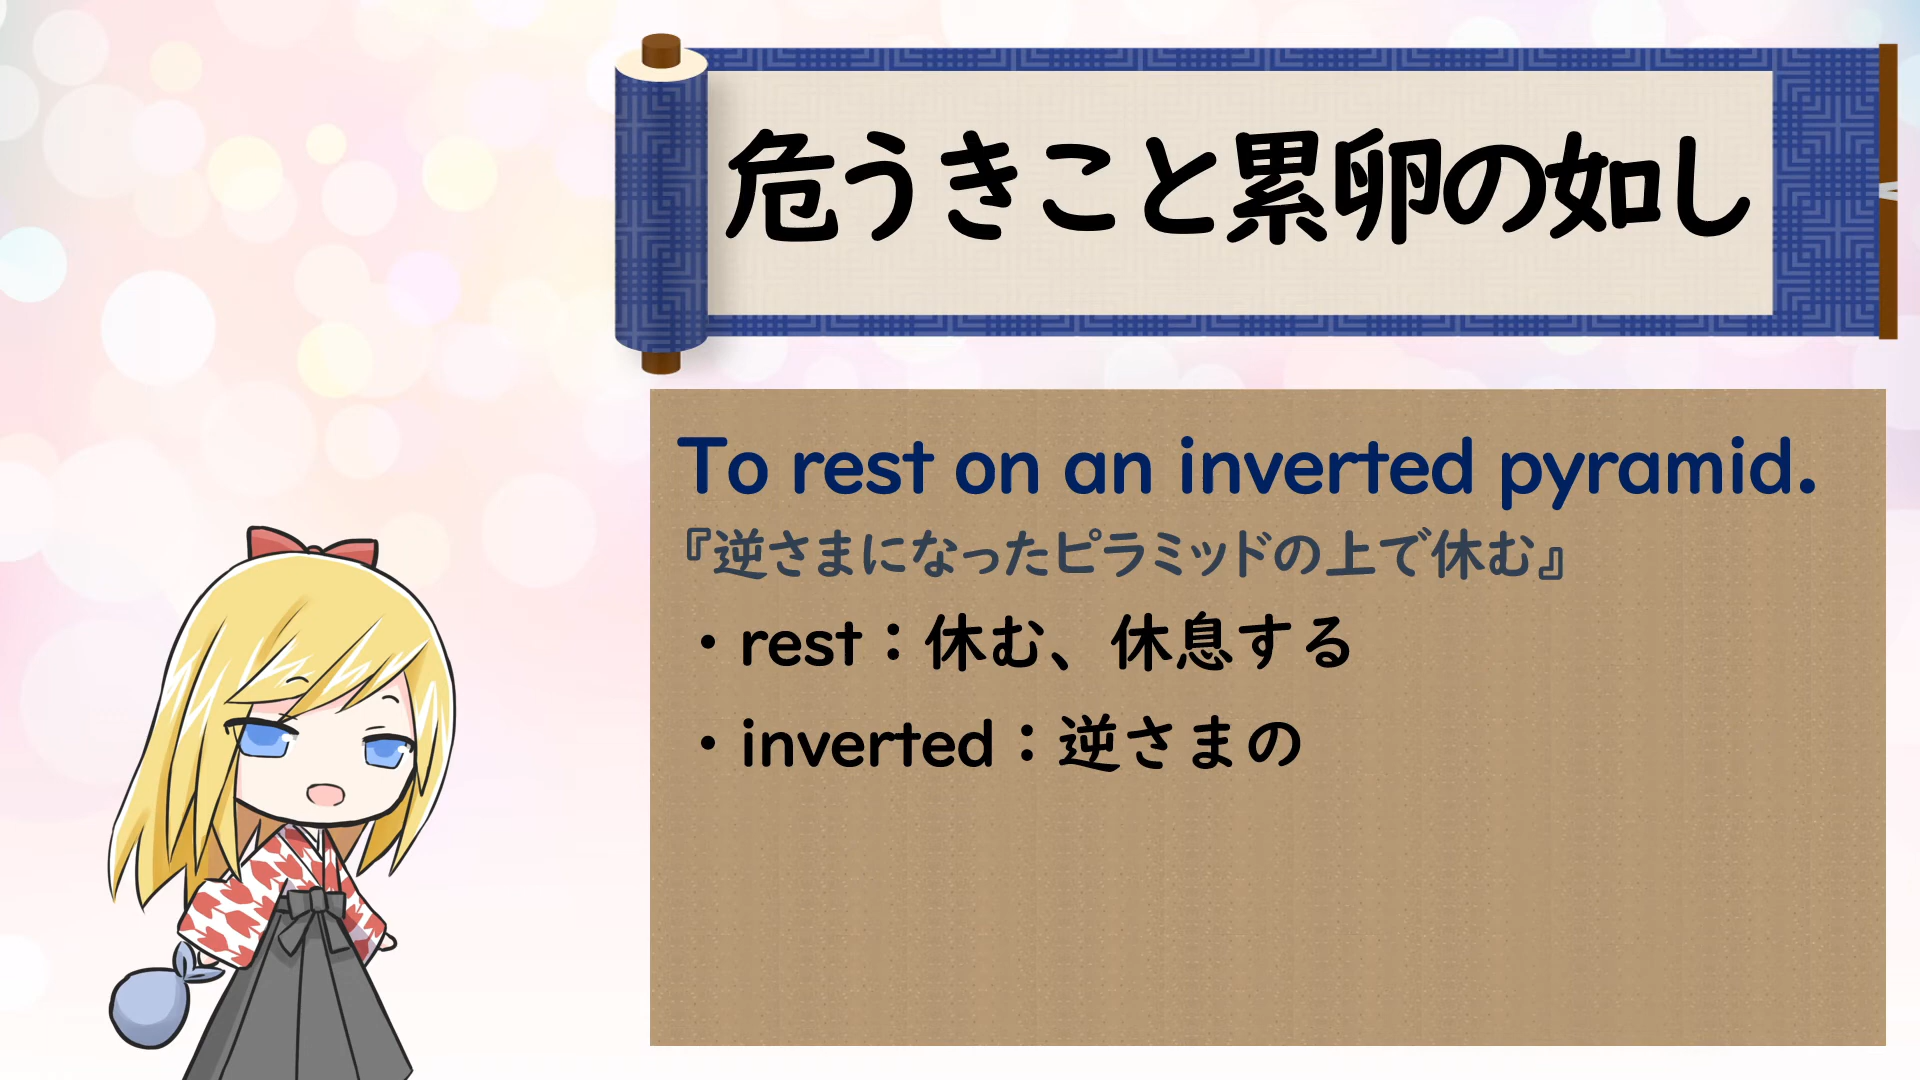 危うきこと累卵の如し
To rest on an inverted pyramid.
『逆さまになったピラミッドの上で休む』
・rest：休む、休息する
・inverted：逆さまの